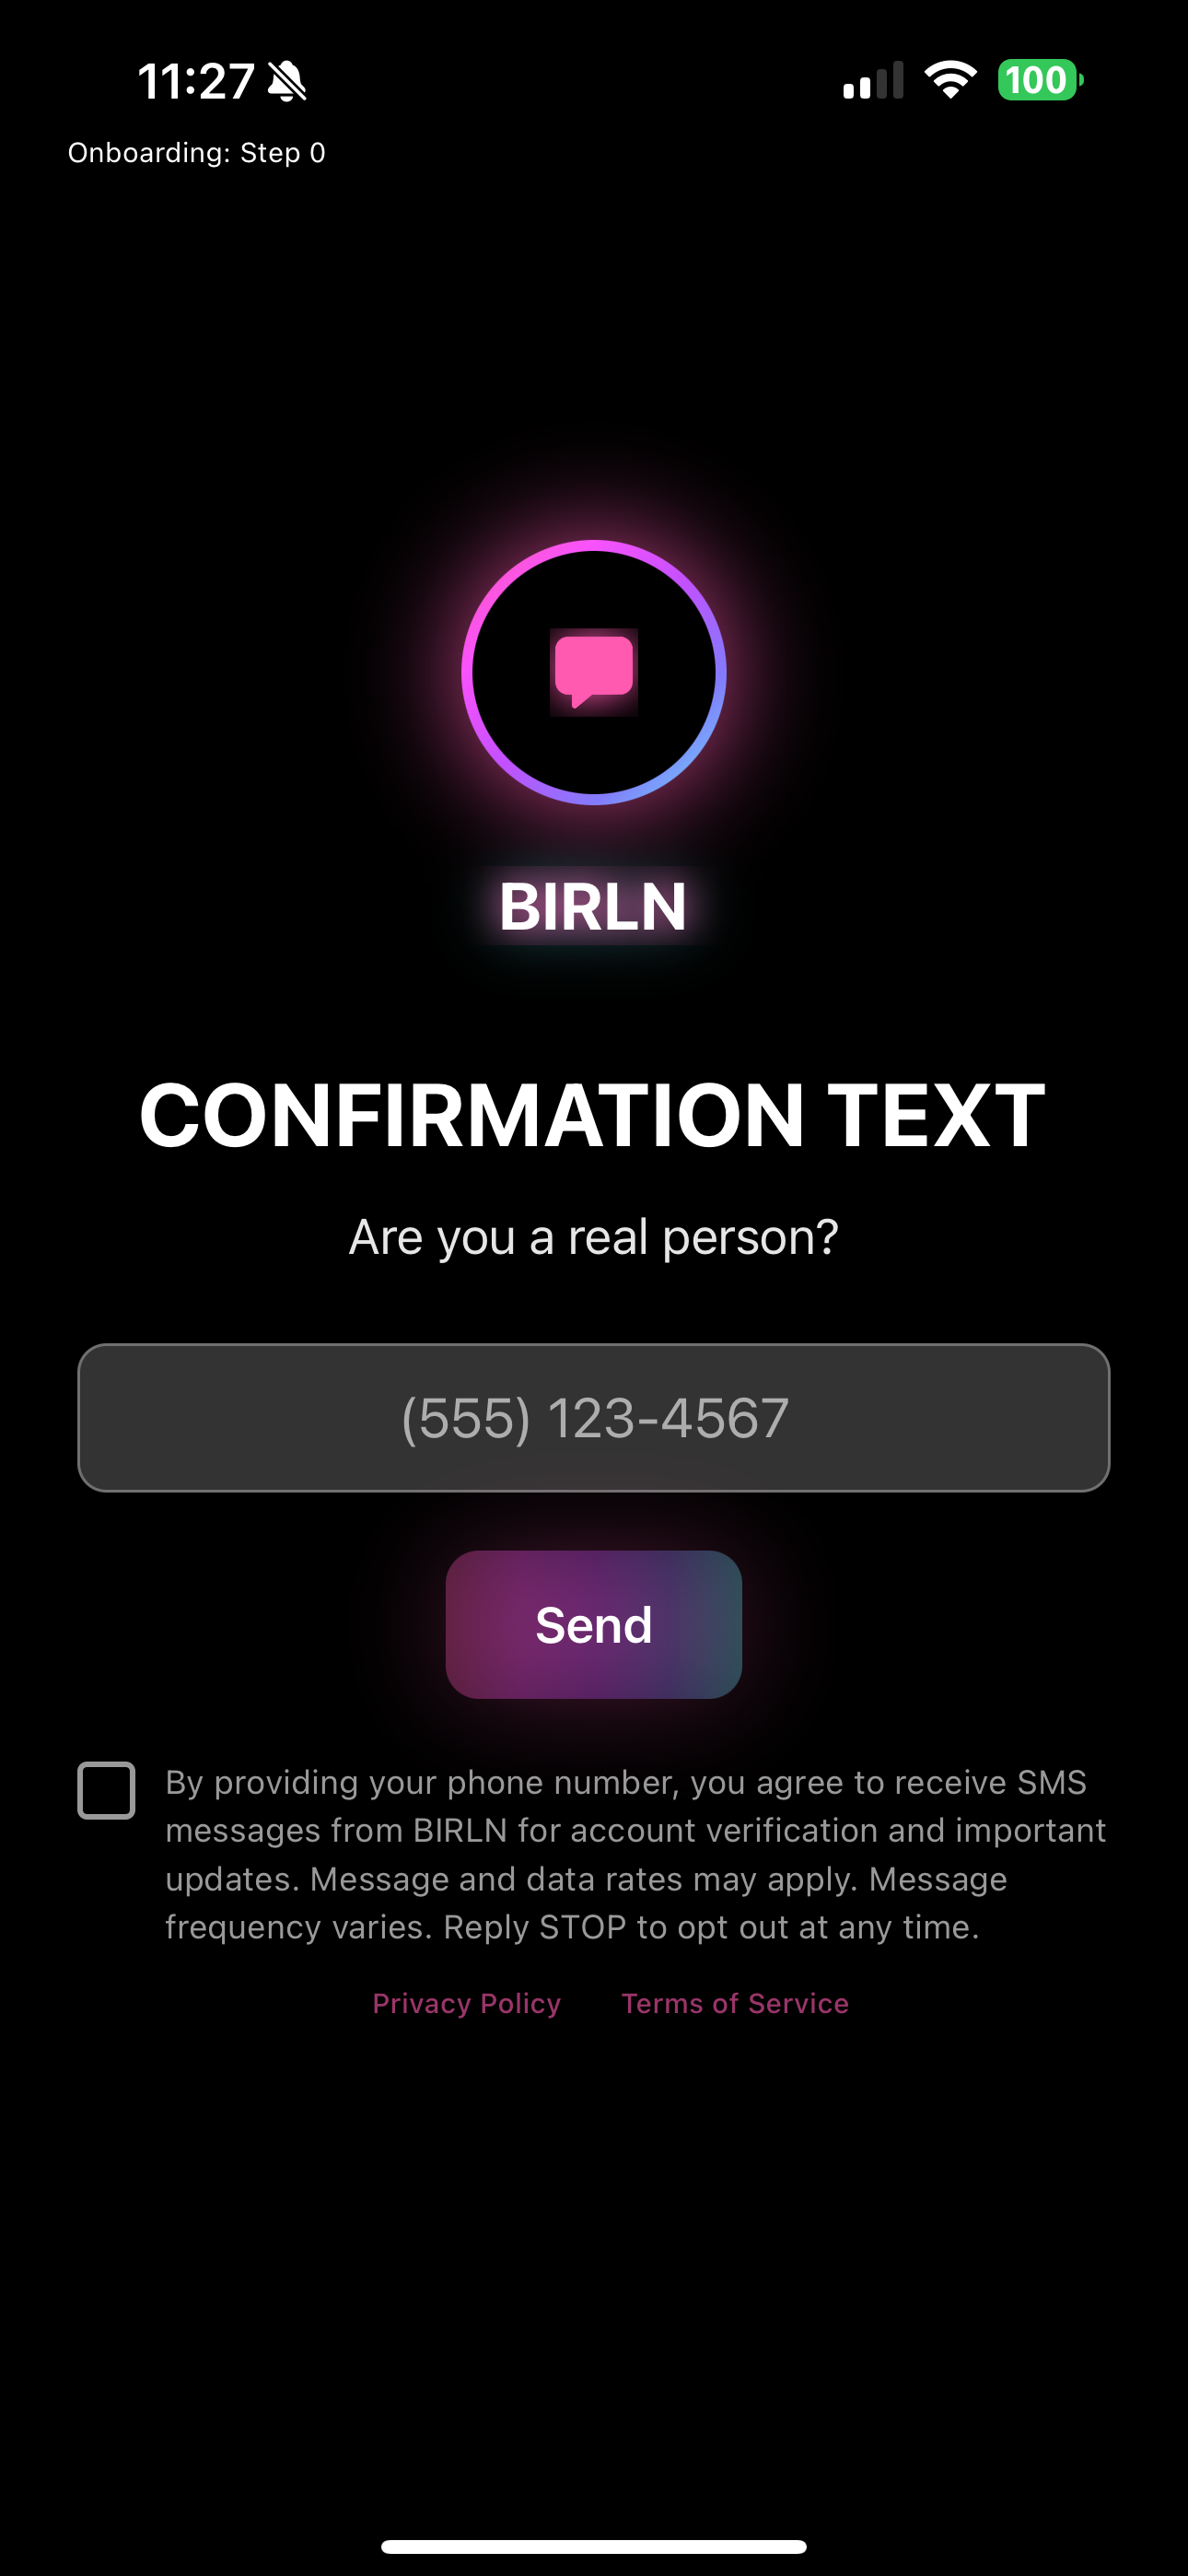 11:27
100
Onboarding: Step 0
BIRLN
CONFIRMATION TEXT
Are you a real person?
(555) 123-4567
Send
By providing your phone number, you agree to receive SMS
messages from BIRLN for account verification and important
updates. Message and data rates may apply. Message
frequency varies. Reply STOP to opt out at any time.
Privacy Policy Terms of Service